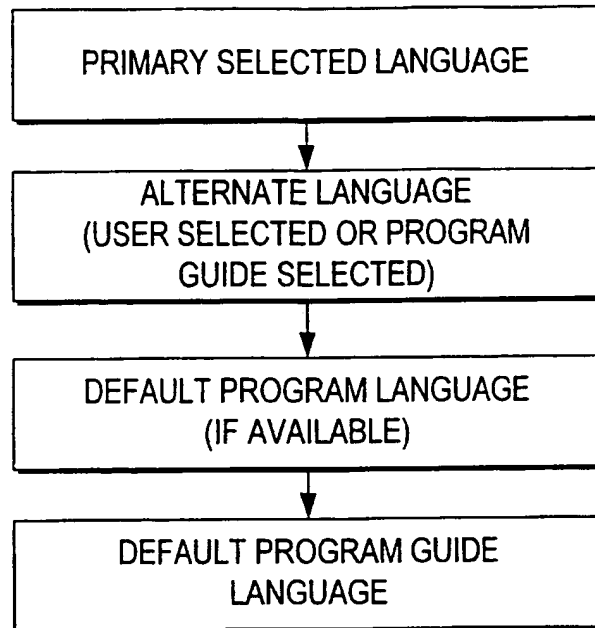 PRIMARY SELECTED LANGUAGE
ALTERNATE LANGUAGE
(USER SELECTED OR PROGRAM
GUIDE SELECTED)
DEFAULT PROGRAM LANGUAGE
(IF AVAILABLE)
DEFAULT PROGRAM GUIDE
LANGUAGE